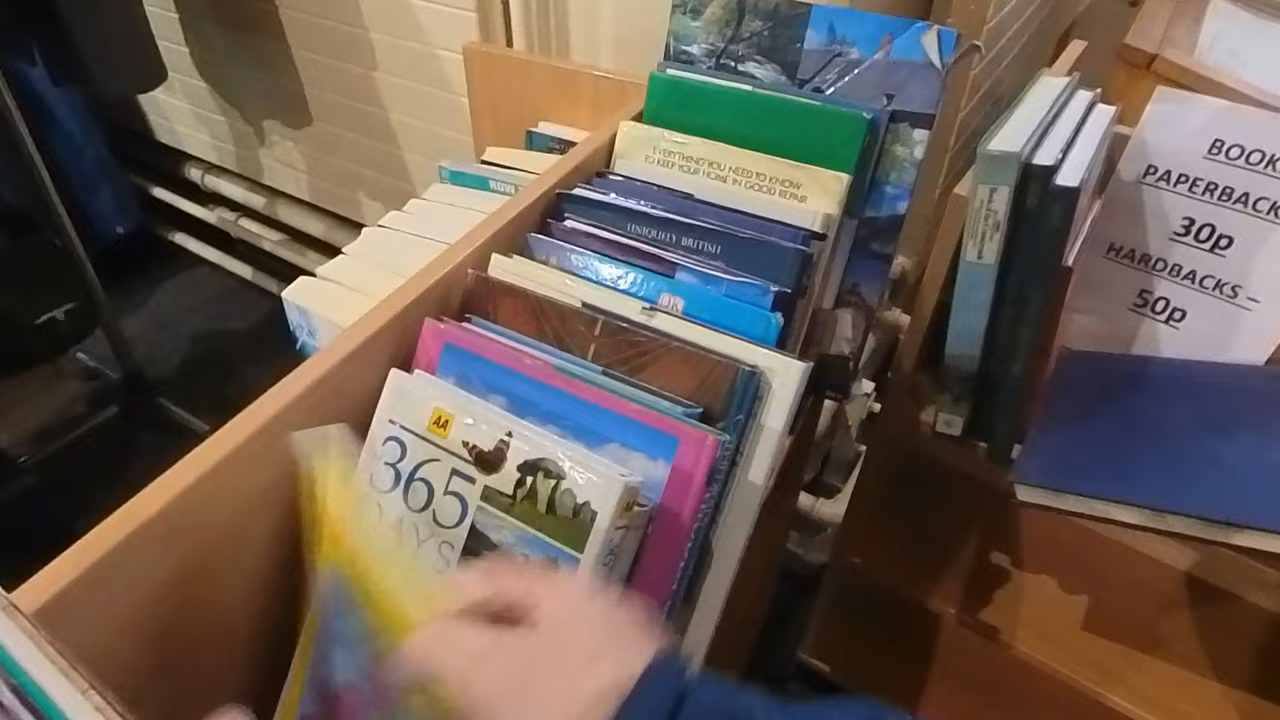 EVERYTHING YOU NEED TO KNOW
TO KEEP YOUR HOME IN GOOD REPAIR
UNIQUELY BRITISH
DK
AA
365
DAYS
BOOK
PAPERBACK
30p
HARDBACKS –
50p